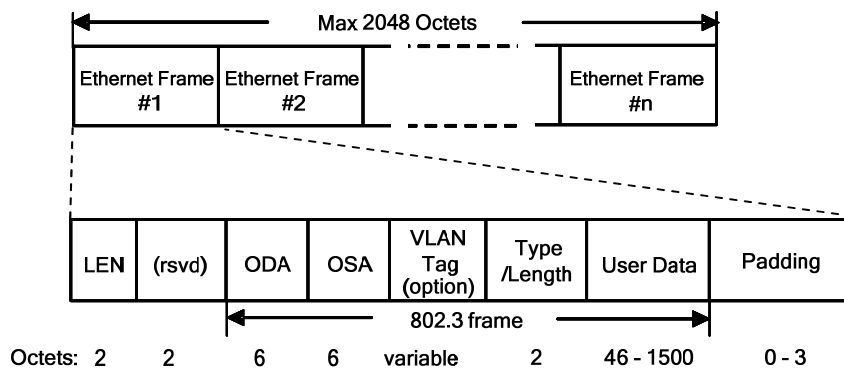 Max 2048 Octets
Ethernet Frame Ethernet Frame Ethernet Frame
#1 #2 #n
LEN (rsvd) ODA OSA VLAN Tag (option) Type /Length User Data Padding
802.3 frame
Octets: 2 2 6 6 variable 2 46 - 1500 0 - 3